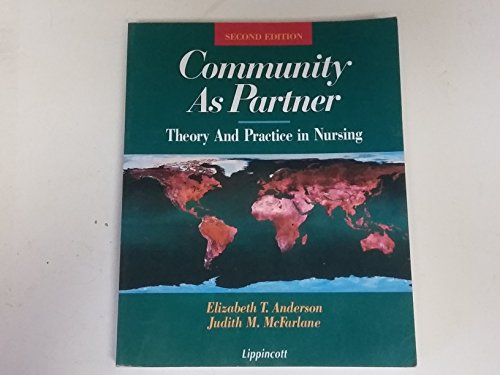 SECOND EDITION
Community
As Partner
Theory And Practice in Nursing
Elizabeth T. Anderson
Judith M. McFarlane
Lippincott